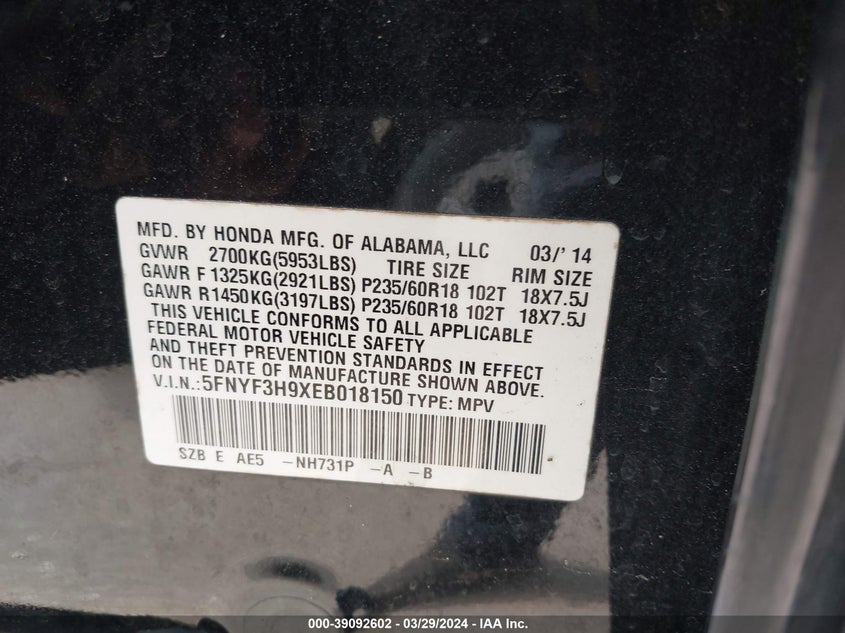 MFD. BY HONDA MFG. OF ALABAMA, LLC 03/' 14
GVWR 2700KG(5953LBS) TIRE SIZE RIM SIZE
GAWR F 1325KG(2921LBS) P235/60R18 102T 18X7.5J
GAWR R1450KG(3197LBS) P235/60R18 102T 18X7.5J
THIS VEHICLE CONFORMS TO ALL APPLICABLE
FEDERAL MOTOR VEHICLE SAFETY
AND THEFT PREVENTION STANDARDS IN EFFECT
ON THE DATE OF MANUFACTURE SHOWN ABOVE.
V.I.N.:5FNYF3H9XEB018150 TYPE: MPV
SZB E AE5 -NH731P -A -B
000-39092602 - 03/29/2024 - IAA Inc.